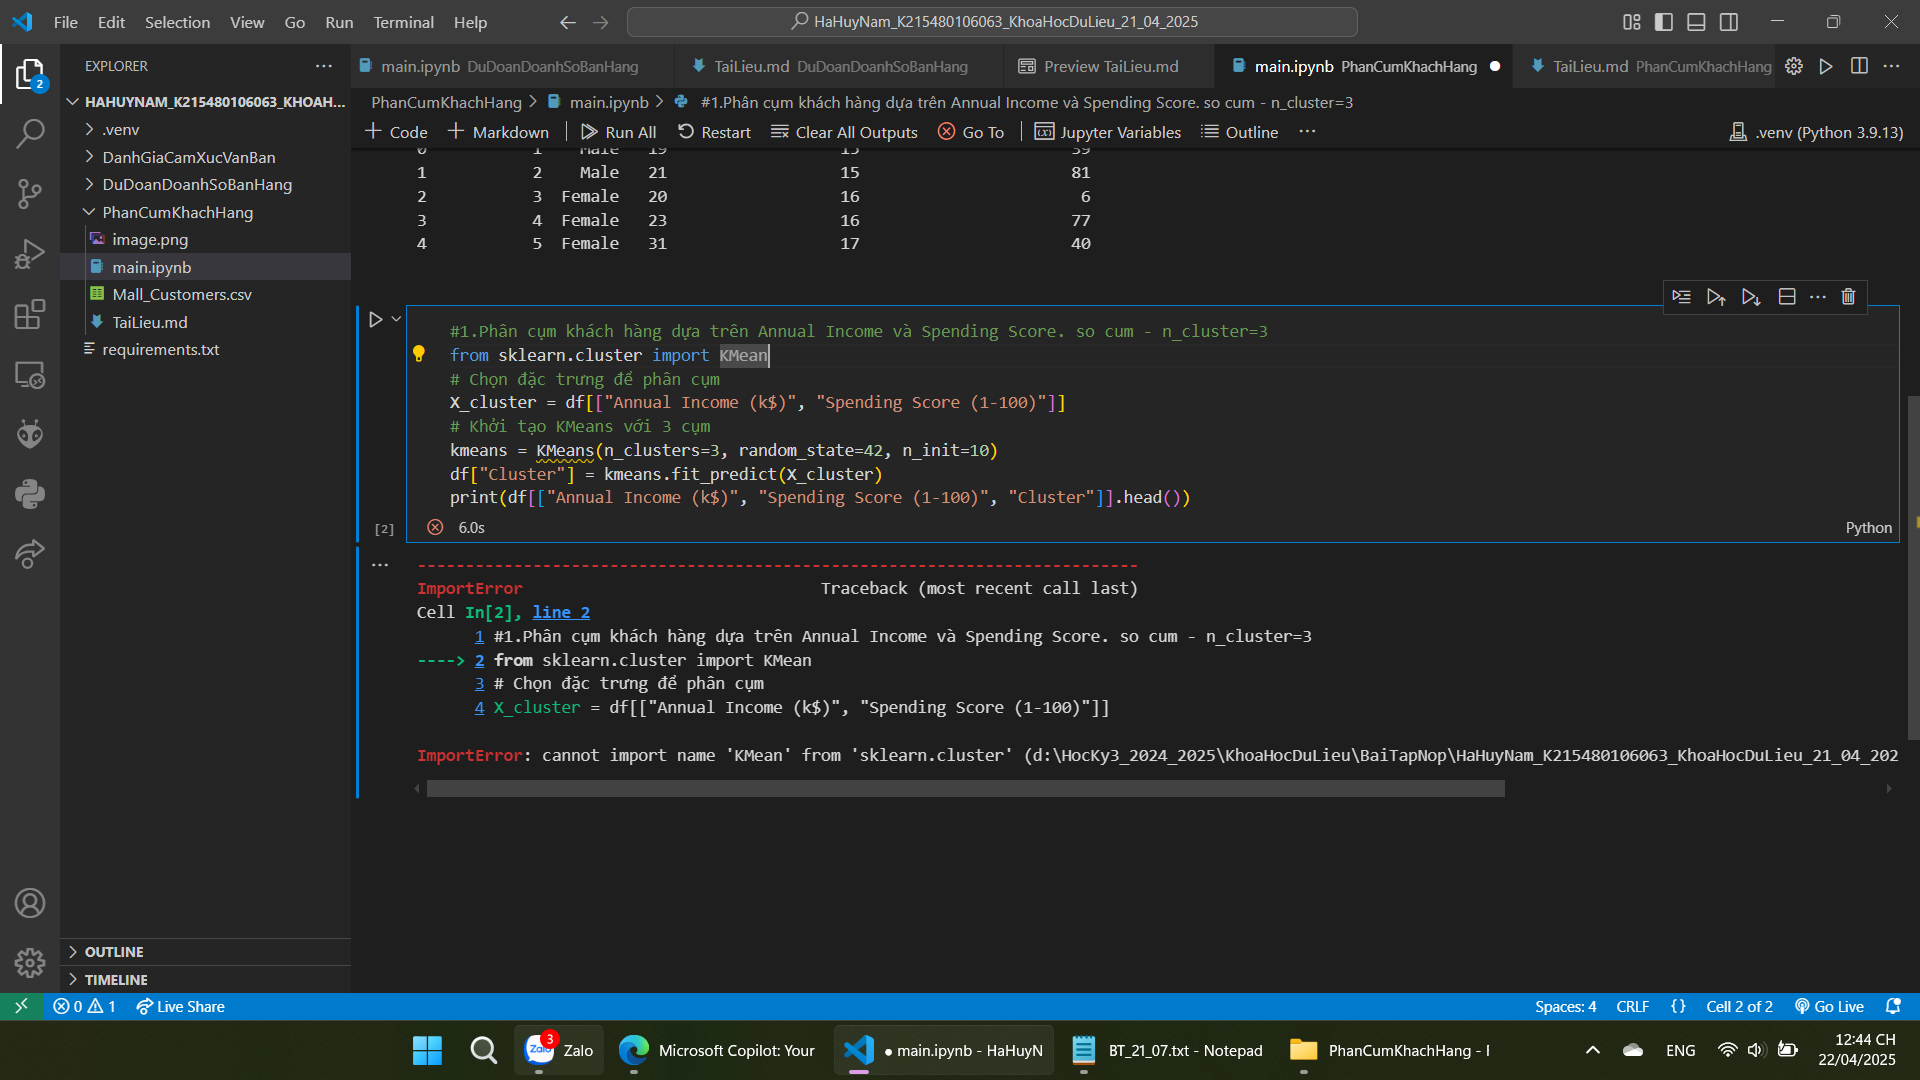 File Edit Selection View Go Run Terminal Help
HaHuyNam_K215480106063_KhoaHocDuLieu_21_04_2025
2
EXPLORER
HAHUYNAM_K215480106063_KHOAH...
.venv
DanhGiaCamXucVanBan
DuDoanDoanhSoBanHang
PhanCumKhachHang
image.png
main.ipynb
Mall_Customers.csv
TaiLieu.md
requirements.txt
OUTLINE
TIMELINE
main.ipynb DuDoanDoanhSoBanHang
TaiLieu.md DuDoanDoanhSoBanHang
Preview TaiLieu.md
main.ipynb PhanCumKhachHang
TaiLieu.md PhanCumKhachHang
PhanCumKhachHang > main.ipynb > #1.Phân cụm khách hàng dựa trên Annual Income và Spending Score. so cum - n_cluster=3
+ Code + Markdown | Run All Restart Clear All Outputs Go To | Jupyter Variables Outline ...
.venv (Python 3.9.13)
0 1 Male 19 15 39
1 2 Male 21 15 81
2 3 Female 20 16 6
3 4 Female 23 16 77
4 5 Female 31 17 40
#1.Phân cụm khách hàng dựa trên Annual Income và Spending Score. so cum - n_cluster=3
from sklearn.cluster import KMean
# Chọn đặc trưng để phân cụm
X_cluster = df[["Annual Income (k$)", "Spending Score (1-100)"]]
# Khởi tạo KMeans với 3 cụm
kmeans = KMeans(n_clusters=3, random_state=42, n_init=10)
df["Cluster"] = kmeans.fit_predict(X_cluster)
print(df[["Annual Income (k$)", "Spending Score (1-100)", "Cluster"]].head())
[2] 6.0s Python
---------------------------------------------------------------------------
ImportError Traceback (most recent call last)
Cell In[2], line 2
1 #1.Phân cụm khách hàng dựa trên Annual Income và Spending Score. so cum - n_cluster=3
----> 2 from sklearn.cluster import KMean
3 # Chọn đặc trưng để phân cụm
4 X_cluster = df[["Annual Income (k$)", "Spending Score (1-100)"]]
ImportError: cannot import name 'KMean' from 'sklearn.cluster' (d:\HocKy3_2024_2025\KhoaHocDuLieu\BaiTapNop\HaHuyNam_K215480106063_KhoaHocDuLieu_21_04_202
0 1 Live Share
Spaces: 4 CRLF {} Cell 2 of 2 Go Live
3 Zalo
Microsoft Copilot: Your
● main.ipynb - HaHuyN
BT_21_07.txt - Notepad
PhanCumKhachHang - 
ENG
12:44 CH
22/04/2025